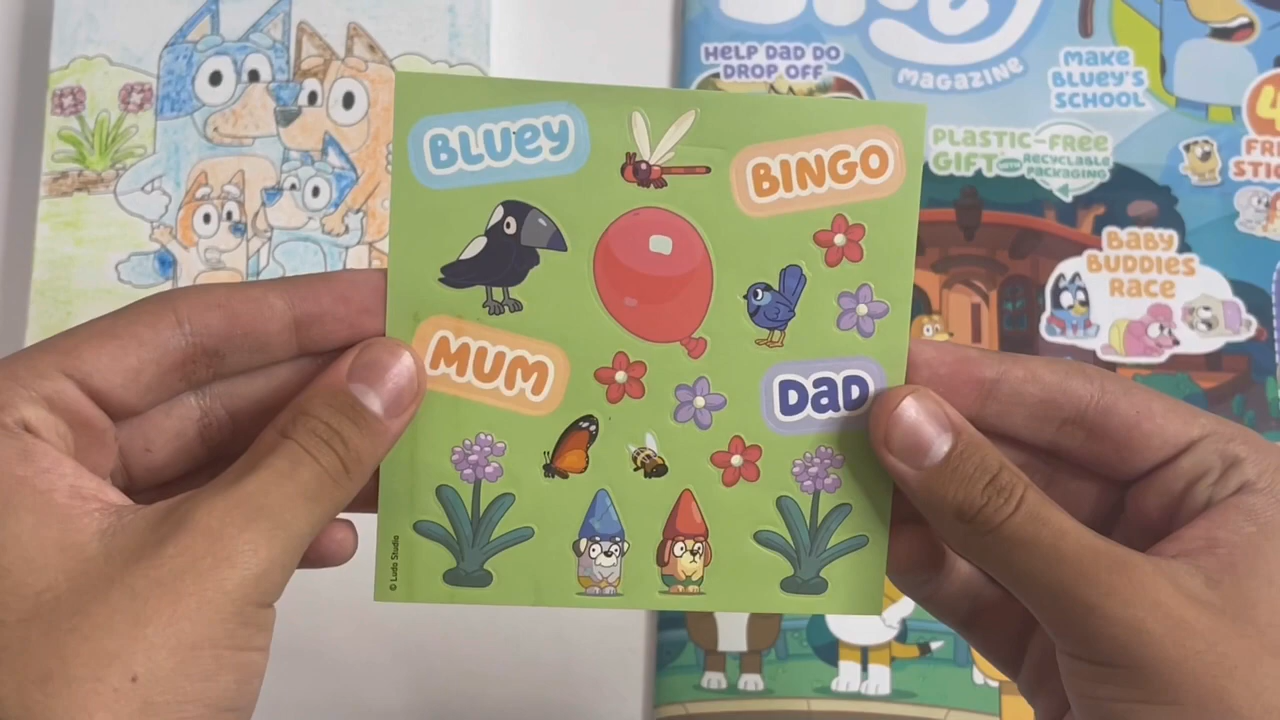 BLUEY
BINGO
MUM
DAD
© Ludo Studio
HELP DAD DO
DROP OFF
MAGAZINE
MAKE
BLUEY'S
SCHOOL
PLASTIC-FREE
GIFT WITH RECYCLABLE
PACKAGING
BABY
BUDDIES
RACE